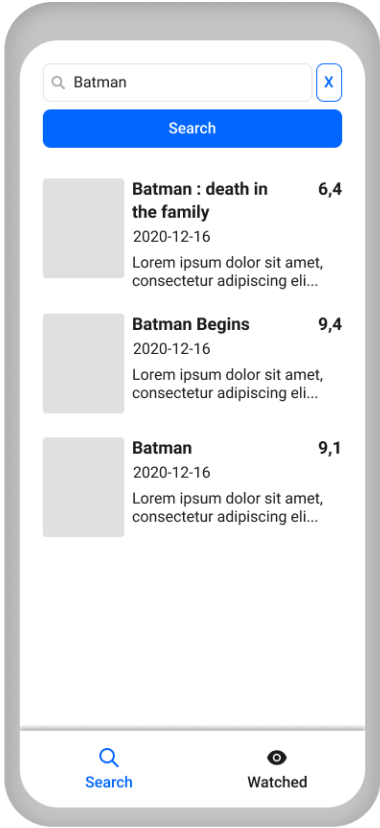 Batman X
Search
Batman : death in 6,4
the family
2020-12-16
Lorem ipsum dolor sit amet,
consectetur adipiscing eli...
Batman Begins 9,4
2020-12-16
Lorem ipsum dolor sit amet,
consectetur adipiscing eli...
Batman 9,1
2020-12-16
Lorem ipsum dolor sit amet,
consectetur adipiscing eli...
Search Watched